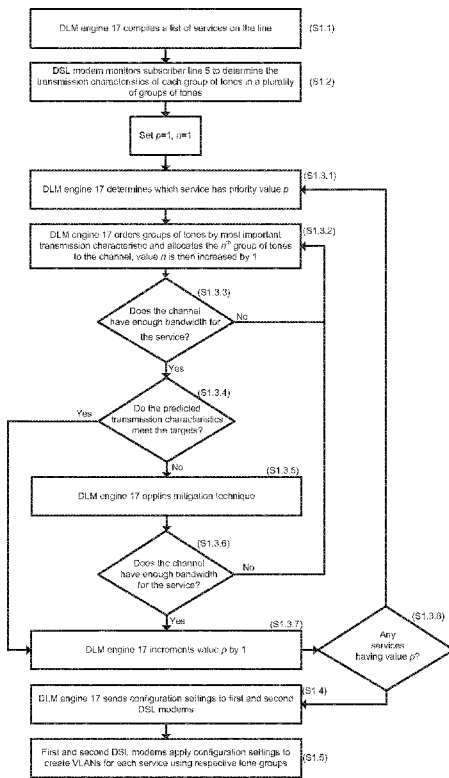 DLM engine 17 compiles a list of services on the line
(S1.1)
DSL modem monitors subscriber line 5 to determine the
transmission characteristics of each group of tones in a plurality
of groups of tones
(S1.2)
Set p=1, n=1
(S1.3.1)
DLM engine 17 determines which service has priority value p
(S1.3.2)
DLM engine 17 orders groups of tones by most important
transmission characteristic and allocates the nth group of tones
to the channel, value n is then increased by 1
(S1.3.3)
Does the channel
have enough bandwidth for
the service?
No
Yes
(S1.3.4)
Yes
Do the predicted
transmission characteristics
meet the targets?
No
(S1.3.5)
DLM engine 17 applies mitigation technique
(S1.3.6)
Does the channel
have enough bandwidth
for the service?
No
Yes
(S1.3.7)
DLM engine 17 increments value p by 1
(S1.3.8)
Any
services
having value p?
(S1.4)
DLM engine 17 sends configuration settings to first and second
DSL modems
First and second DSL modems apply configuration settings to
create VLANs for each service using respective tone groups
(S1.5)